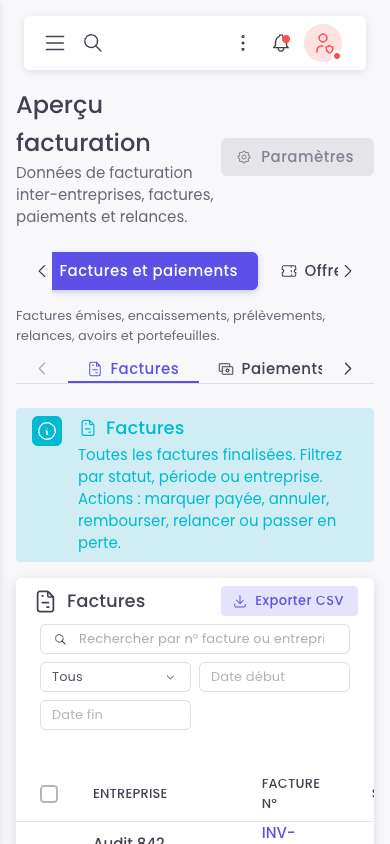 Aperçu
facturation
Données de facturation
inter-entreprises, factures,
paiements et relances.
Paramètres
Factures et paiements
Offre
Factures émises, encaissements, prélèvements,
relances, avoirs et portefeuilles.
Factures
Paiements
Factures
Toutes les factures finalisées. Filtrez
par statut, période ou entreprise.
Actions : marquer payée, annuler,
rembourser, relancer ou passer en
perte.
Factures
Exporter CSV
Rechercher par n° facture ou entrepri
Tous
Date début
Date fin
ENTREPRISE
FACTURE
N°
Audit 842
INV-